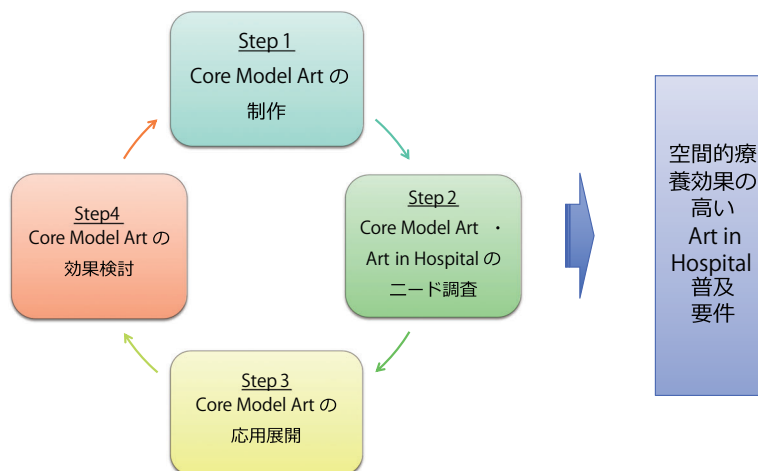 Step 1
Core Model Art の
制作
Step 2
Core Model Art ・
Art in Hospital の
ニード調査
Step 3
Core Model Art の
応用展開
Step4
Core Model Art の
効果検討
空間的療
養効果の
高い
Art in
Hospital
普及
要件